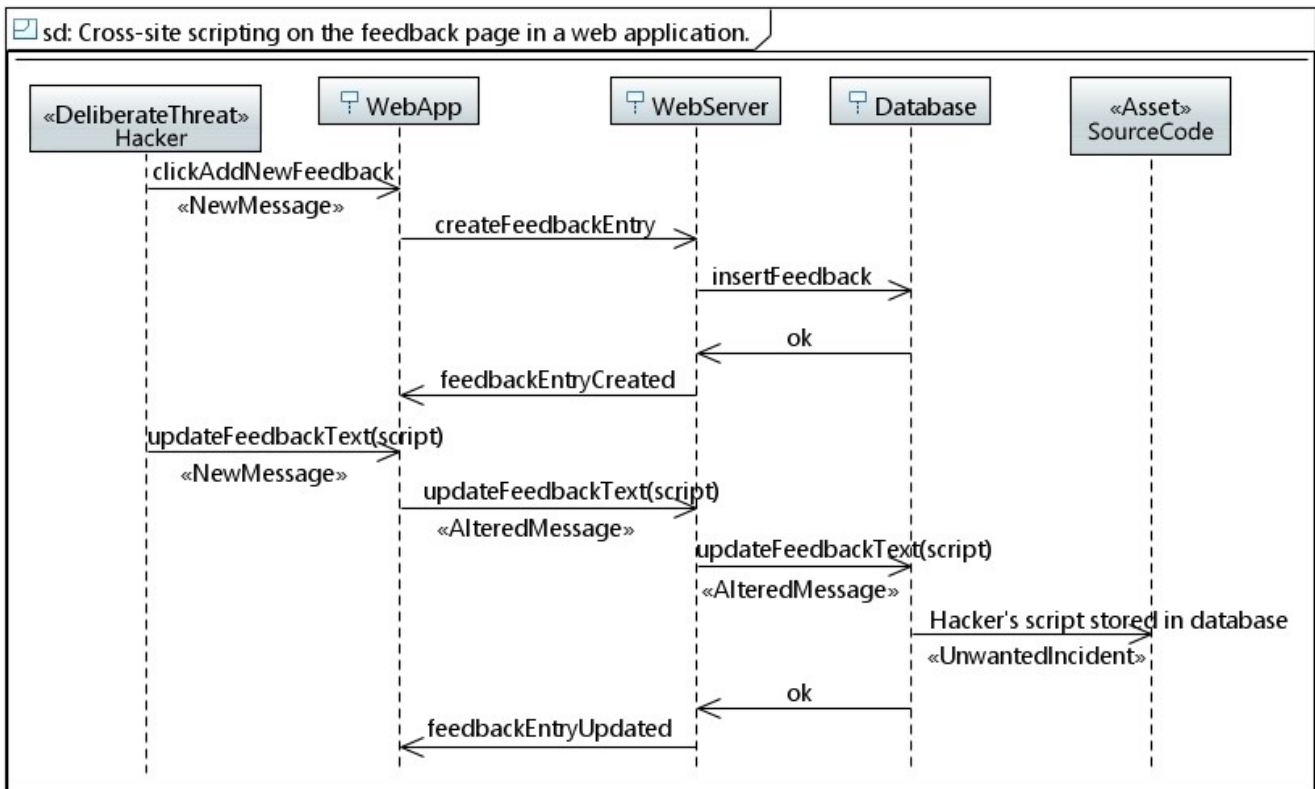 sd: Cross-site scripting on the feedback page in a web application.
«DeliberateThreat»
Hacker
WebApp
WebServer
Database
«Asset»
SourceCode
clickAddNewFeedback
«NewMessage»
createFeedbackEntry
insertFeedback
ok
feedbackEntryCreated
updateFeedbackText(script)
«NewMessage»
updateFeedbackText(script)
«AlteredMessage»
updateFeedbackText(script)
«AlteredMessage»
Hacker's script stored in database
«UnwantedIncident»
ok
feedbackEntryUpdated